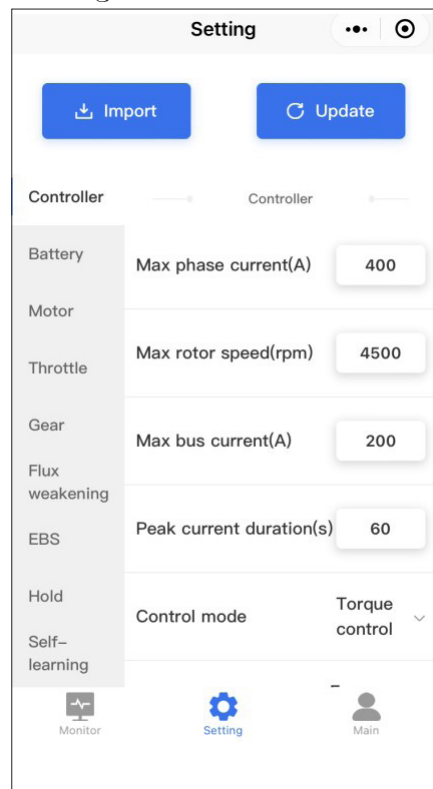 Setting
Import
Update
Controller
Controller
Battery
Max phase current(A)
400
Motor
Max rotor speed(rpm)
4500
Throttle
Gear
Max bus current(A)
200
Flux
weakening
Peak current duration(s)
60
EBS
Hold
Control mode
Torque
control
Self-
learning
Monitor
Setting
Main